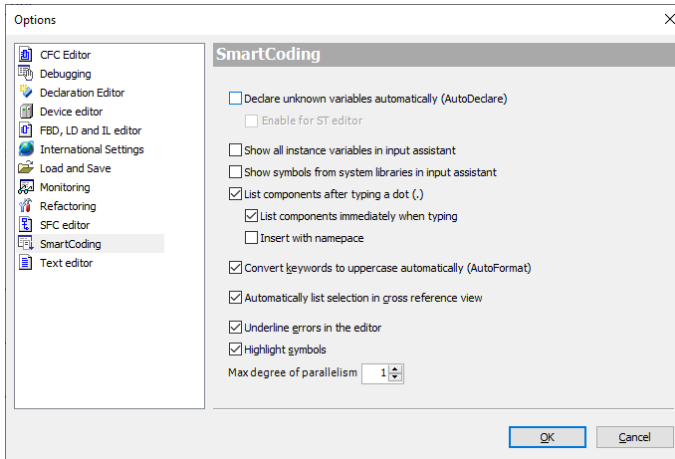 Options
CFC Editor
Debugging
Declaration Editor
Device editor
FBD, LD and IL editor
International Settings
Load and Save
Monitoring
Refactoring
SFC editor
SmartCoding
Text editor
SmartCoding
Declare unknown variables automatically (AutoDeclare)
Enable for ST editor
Show all instance variables in input assistant
Show symbols from system libraries in input assistant
List components after typing a dot (.)
List components immediately when typing
Insert with namepace
Convert keywords to uppercase automatically (AutoFormat)
Automatically list selection in cross reference view
Underline errors in the editor
Highlight symbols
Max degree of parallelism 1
OK Cancel